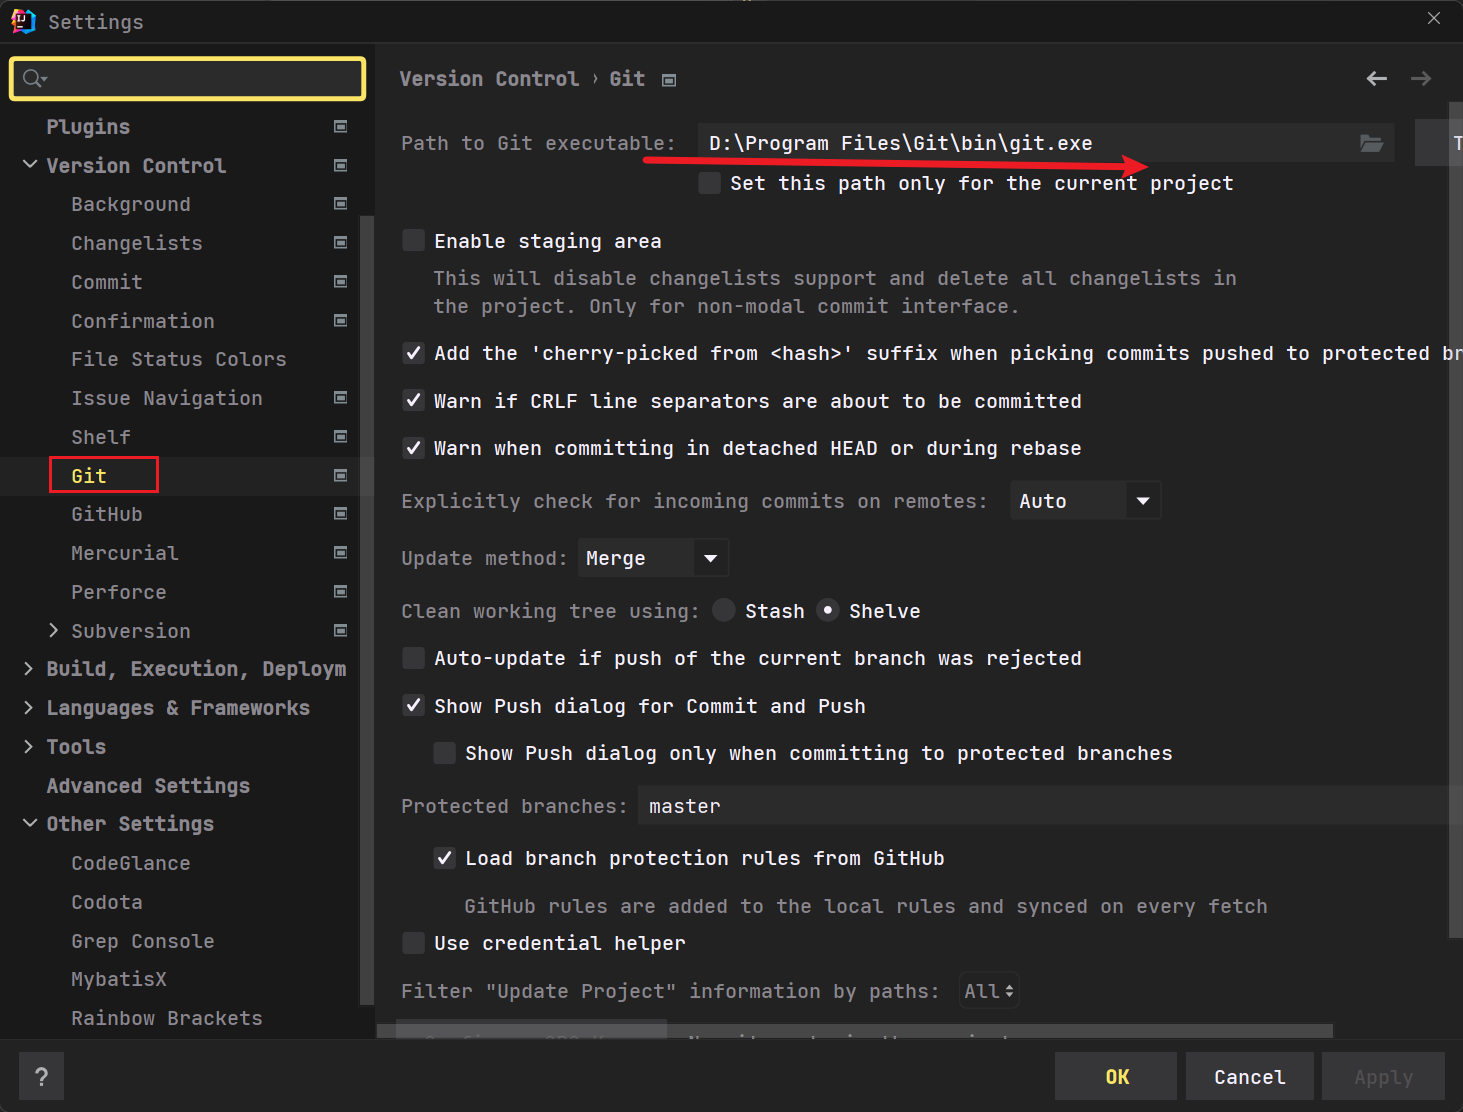 Settings
Plugins
Version Control
Background
Changelists
Commit
Confirmation
File Status Colors
Issue Navigation
Shelf
Git
GitHub
Mercurial
Perforce
Subversion
Build, Execution, Deploym
Languages & Frameworks
Tools
Advanced Settings
Other Settings
CodeGlance
Codota
Grep Console
MybatisX
Rainbow Brackets
Version Control › Git
Path to Git executable: D:\Program Files\Git\bin\git.exe T
Set this path only for the current project
Enable staging area
This will disable changelists support and delete all changelists in
the project. Only for non-modal commit interface.
Add the 'cherry-picked from <hash>' suffix when picking commits pushed to protected br
Warn if CRLF line separators are about to be committed
Warn when committing in detached HEAD or during rebase
Explicitly check for incoming commits on remotes: Auto
Update method: Merge
Clean working tree using: Stash Shelve
Auto-update if push of the current branch was rejected
Show Push dialog for Commit and Push
Show Push dialog only when committing to protected branches
Protected branches: master
Load branch protection rules from GitHub
GitHub rules are added to the local rules and synced on every fetch
Use credential helper
Filter "Update Project" information by paths: All
? OK Cancel Apply